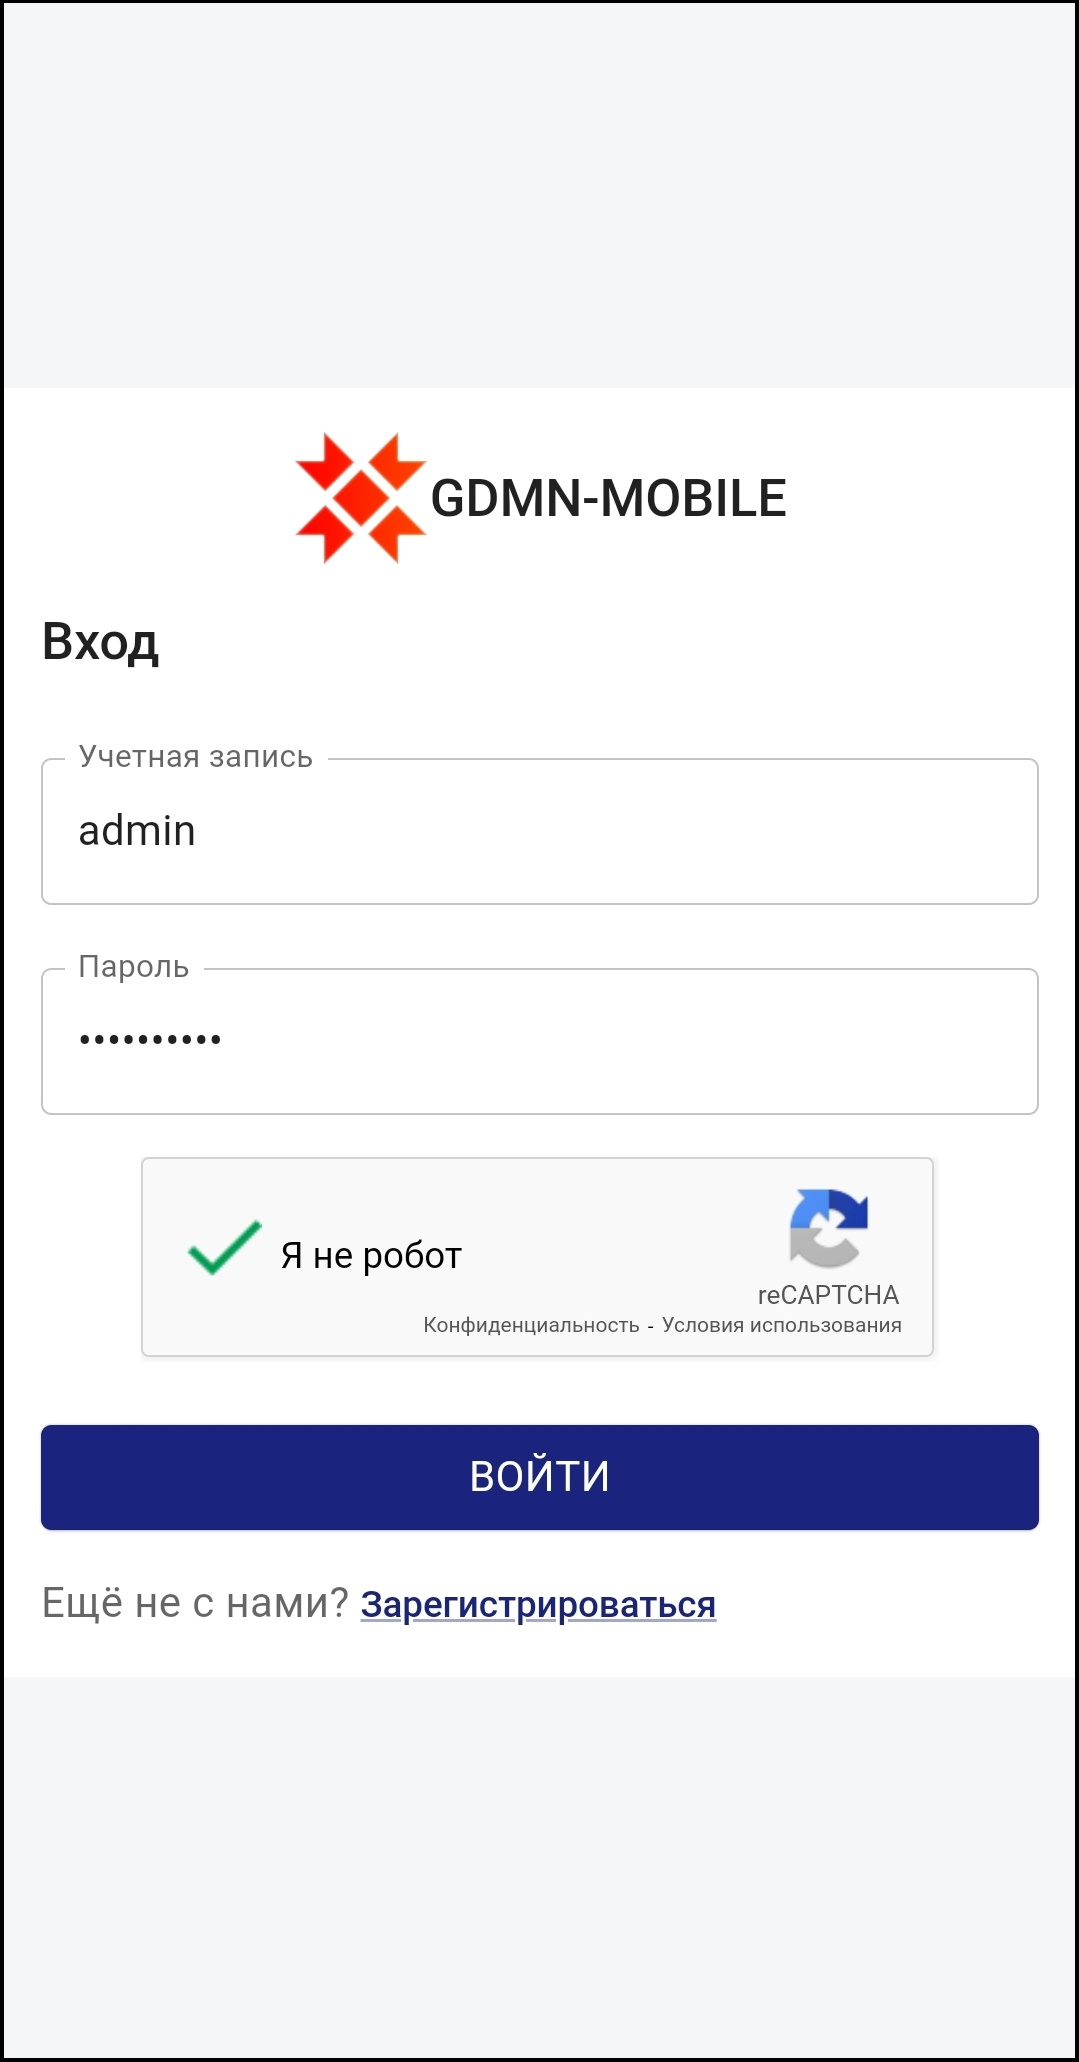 GDMN-MOBILE
Вход
Учетная запись
admin
Пароль
••••••••••
Я не робот
reCAPTCHA
Конфиденциальность - Условия использования
ВОЙТИ
Ещё не с нами? Зарегистрироваться